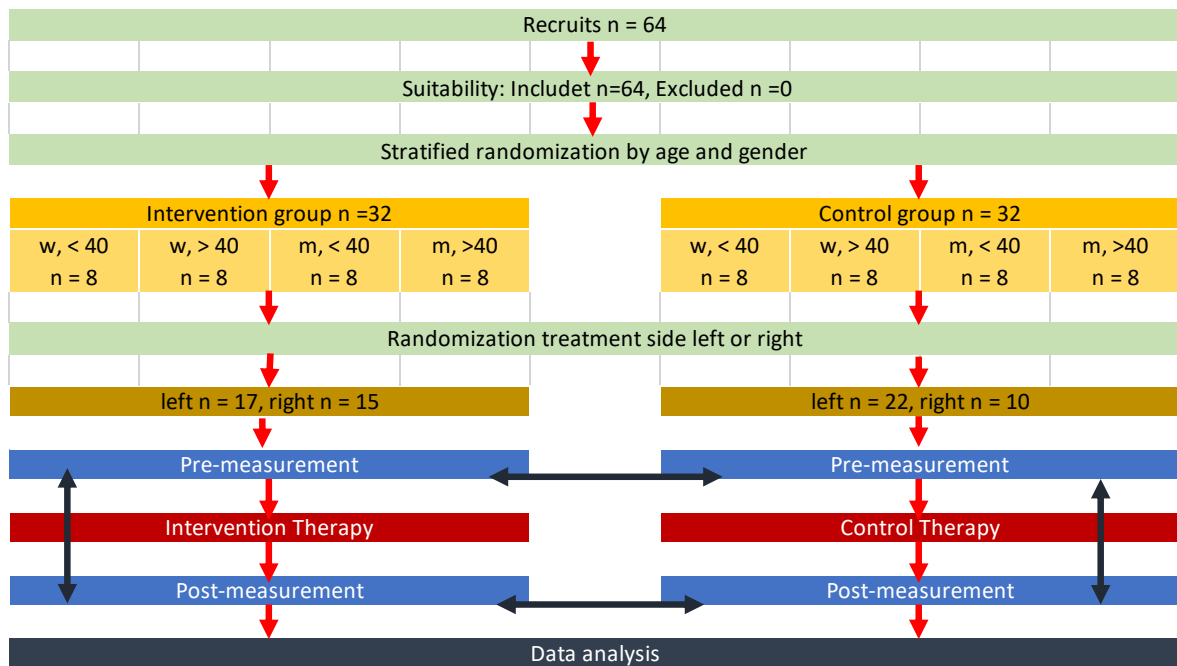 Recruits n = 64
Suitability: Includet n=64, Excluded n =0
Stratified randomization by age and gender
Intervention group n =32
Control group n = 32
w, < 40
n = 8
w, > 40
n = 8
m, < 40
n = 8
m, >40
n = 8
w, < 40
n = 8
w, > 40
n = 8
m, < 40
n = 8
m, >40
n = 8
Randomization treatment side left or right
left n = 17, right n = 15
left n = 22, right n = 10
Pre-measurement
Pre-measurement
Intervention Therapy
Control Therapy
Post-measurement
Post-measurement
Data analysis